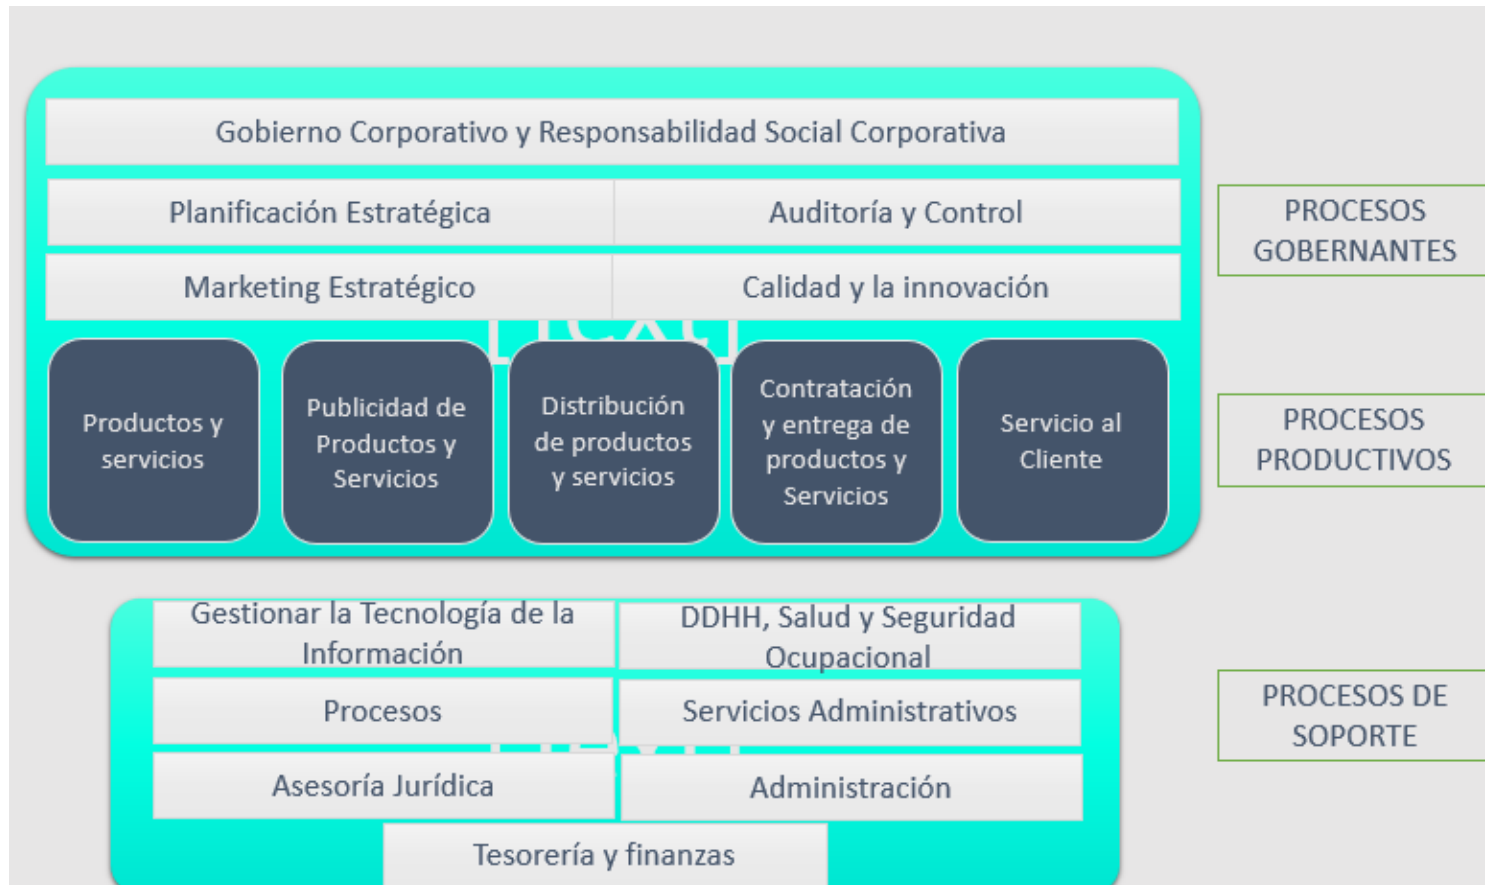 Gobierno Corporativo y Responsabilidad Social Corporativa
Planificación Estratégica
Auditoría y Control
Marketing Estratégico
Calidad y la innovación
PROCESOS
GOBERNANTES
[Text]
Productos y
servicios
Publicidad de
Productos y
Servicios
Distribución
de productos
y servicios
Contratación
y entrega de
productos y
Servicios
Servicio al
Cliente
PROCESOS
PRODUCTIVOS
Gestionar la Tecnología de la
Información
DDHH, Salud y Seguridad
Ocupacional
Procesos
Servicios Administrativos
Asesoría Jurídica
Administración
Tesorería y finanzas
PROCESOS DE
SOPORTE